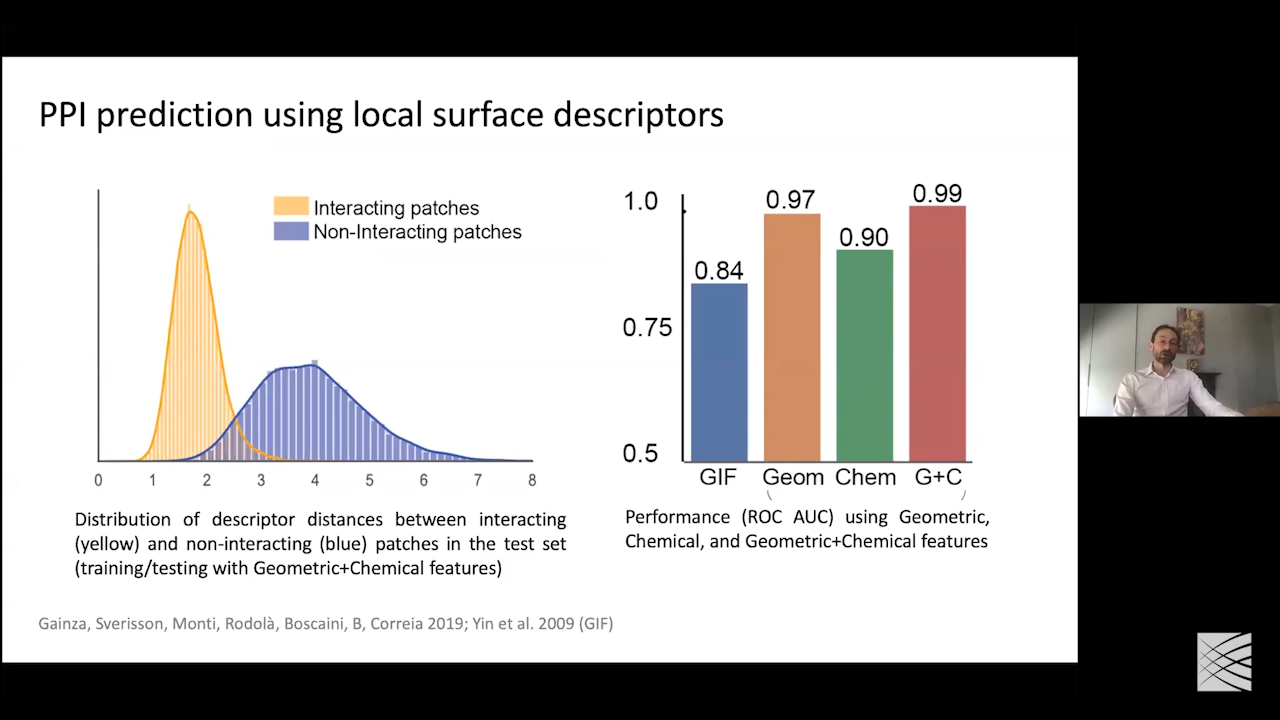 PPI prediction using local surface descriptors
Interacting patches
Non-Interacting patches
0 1 2 3 4 5 6 7 8
Distribution of descriptor distances between interacting
(yellow) and non-interacting (blue) patches in the test set
(training/testing with Geometric+Chemical features)
1.0
0.75
0.5
0.84
0.97
0.90
0.99
GIF Geom Chem G+C
Performance (ROC AUC) using Geometric,
Chemical, and Geometric+Chemical features
Gainza, Sverisson, Monti, Rodolà, Boscaini, B, Correia 2019; Yin et al. 2009 (GIF)